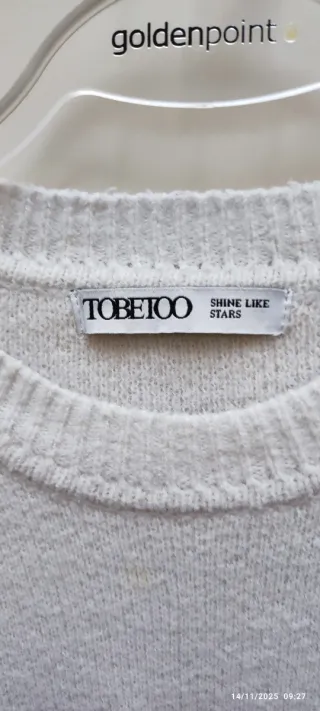 goldenpoint
TOBETOO SHINE LIKE
STARS
14/11/2025 09:27